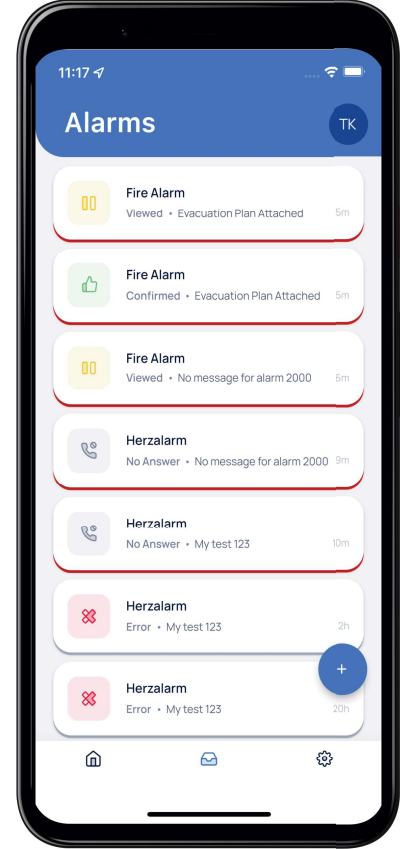 11:17
Alarms
TK
Fire Alarm
Viewed • Evacuation Plan Attached 5m
Fire Alarm
Confirmed • Evacuation Plan Attached 5m
Fire Alarm
Viewed • No message for alarm 2000 6m
Herzalarm
No Answer • No message for alarm 2000 9m
Herzalarm
No Answer • My test 123 10m
Herzalarm
Error • My test 123 2h
+
Herzalarm
Error • My test 123 20h